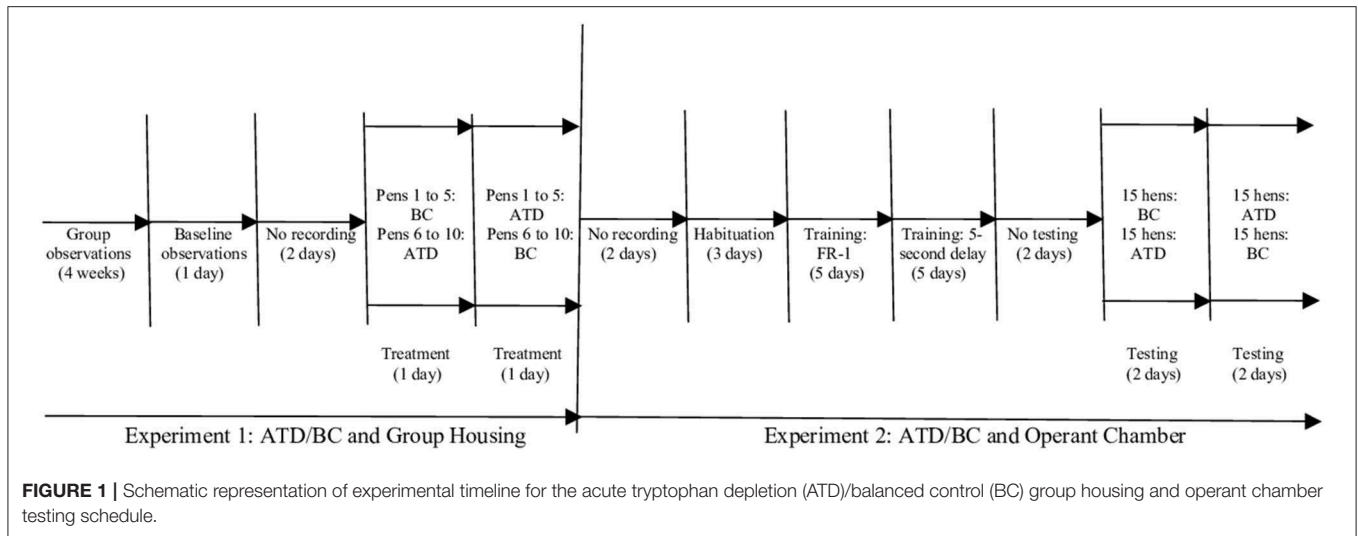 Group
observations
(4 weeks)
Baseline
observations
(1 day)
No recording
(2 days)
Pens 1 to 5:
BC
Pens 6 to 10:
ATD
Treatment
(1 day)
Pens 1 to 5:
ATD
Pens 6 to 10:
BC
Treatment
(1 day)
No recording
(2 days)
Habituation
(3 days)
Training:
FR-1
(5 days)
Training: 5-
second delay
(5 days)
No testing
(2 days)
15 hens:
BC
15 hens:
ATD
Testing
(2 days)
15 hens:
ATD
15 hens:
BC
Testing
(2 days)
Experiment 1: ATD/BC and Group Housing
Experiment 2: ATD/BC and Operant Chamber
FIGURE 1 | Schematic representation of experimental timeline for the acute tryptophan depletion (ATD)/balanced control (BC) group housing and operant chamber
testing schedule.